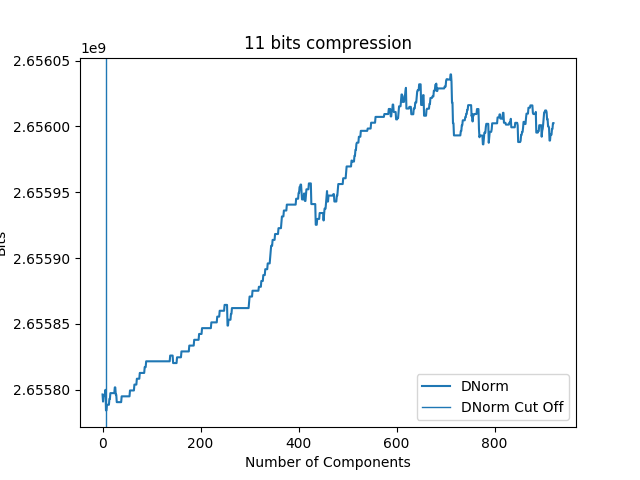 11 bits compression
1e9
2.65605
2.65600
2.65595
2.65590
2.65585
2.65580
Bits
0
200
400
600
800
Number of Components
DNorm
DNorm Cut Off